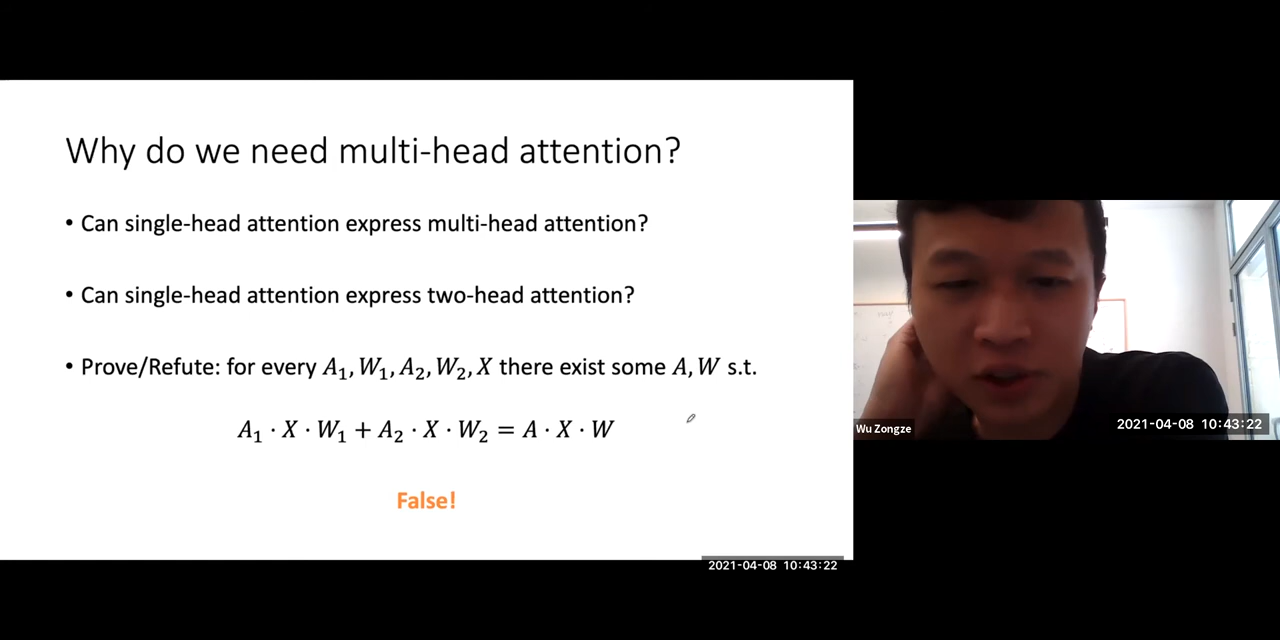 Why do we need multi-head attention?
• Can single-head attention express multi-head attention?
• Can single-head attention express two-head attention?
• Prove/Refute: for every A₁, W₁, A₂, W₂, X there exist some A, W s.t.
A₁ · X · W₁ + A₂ · X · W₂ = A · X · W
False!
Wu Zongze
2021-04-08 10:43:22
2021-04-08 10:43:22